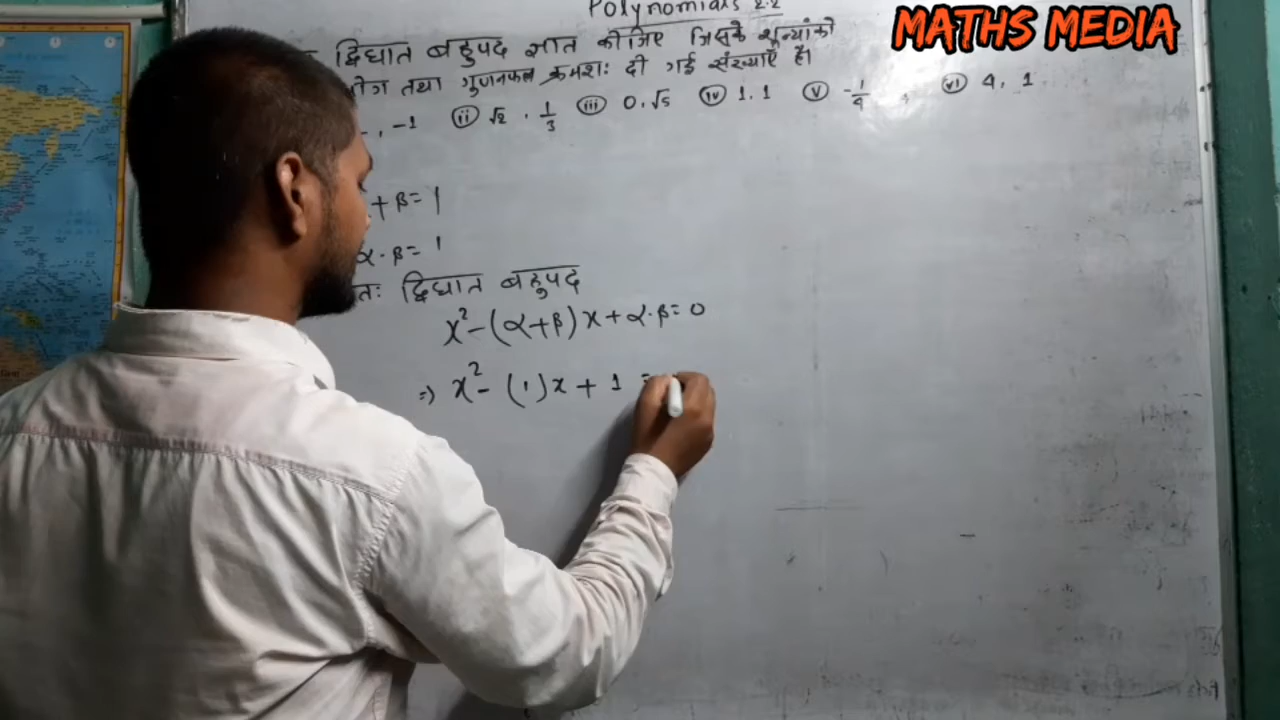 Polynomials 2.2
MATHS MEDIA
द्विघात बहुपद ज्ञात कीजिए जिसके शून्यांको
तथा गुणनफल क्रमशः दी गई संख्याएँ है।
, -1 (ii) √2 , 1/3 (iii) 0, √5 (iv) 1, 1 (v) -1/4 , (vi) 4, 1
+ β = 1
α·β = 1
द्विघात बहुपद
x² - (α+β)x + α·β = 0
⇒ x² - (1)x + 1 =